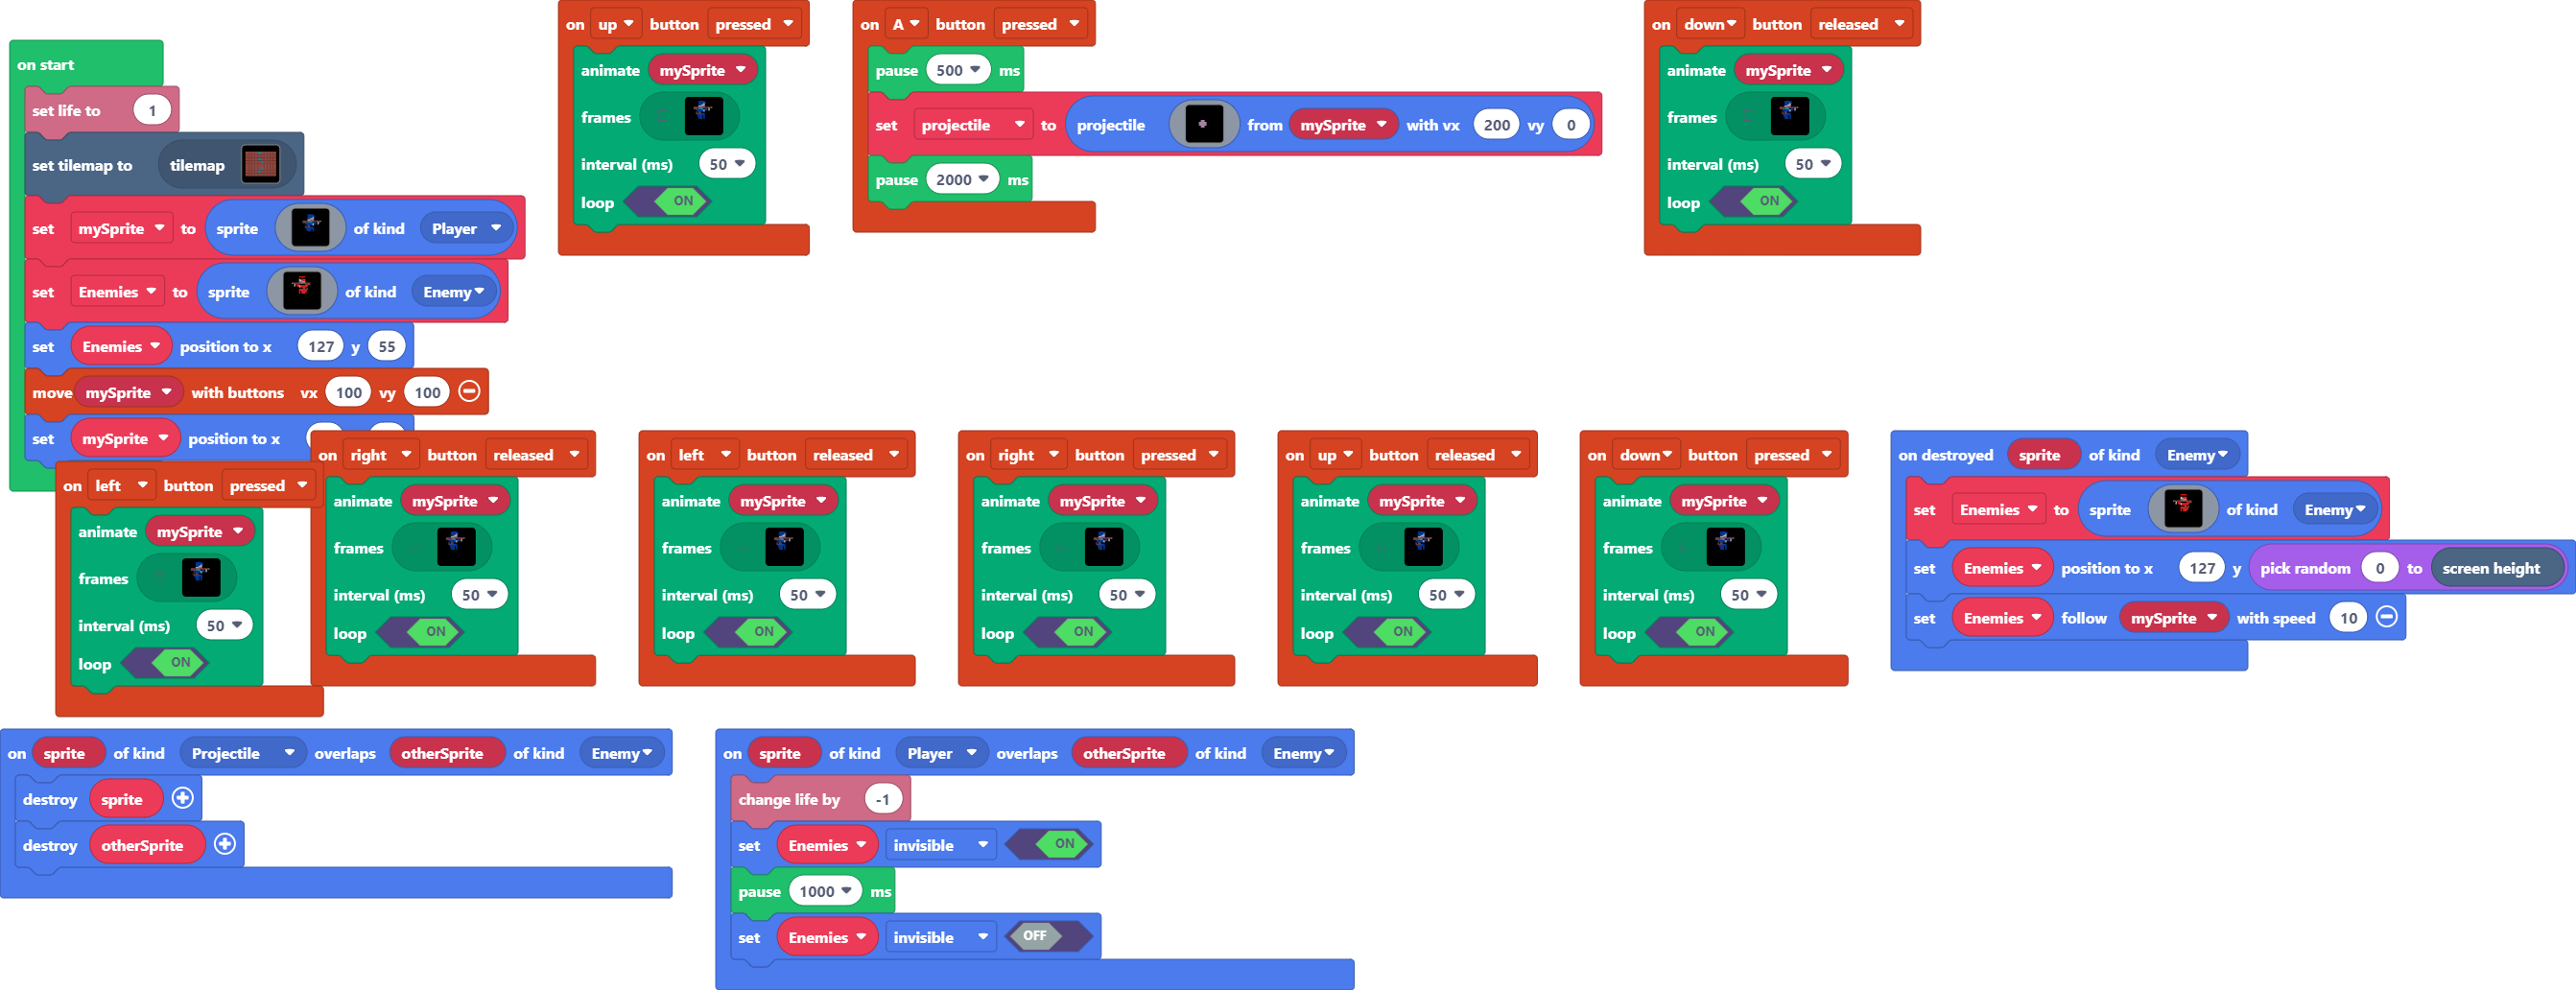 on start
set life to 1
set tilemap to tilemap
set mySprite to sprite of kind Player
set Enemies to sprite of kind Enemy
set Enemies position to x 127 y 55
move mySprite with buttons vx 100 vy 100
set mySprite position to x
on up button pressed
animate mySprite
frames
interval (ms) 50
loop ON
on A button pressed
pause 500 ms
set projectile to projectile from mySprite with vx 200 vy 0
pause 2000 ms
on down button released
animate mySprite
frames
interval (ms) 50
loop ON
on left button pressed
animate mySprite
frames
interval (ms) 50
loop ON
on right button released
animate mySprite
frames
interval (ms) 50
loop ON
on left button released
animate mySprite
frames
interval (ms) 50
loop ON
on right button pressed
animate mySprite
frames
interval (ms) 50
loop ON
on up button released
animate mySprite
frames
interval (ms) 50
loop ON
on down button pressed
animate mySprite
frames
interval (ms) 50
loop ON
on destroyed sprite of kind Enemy
set Enemies to sprite of kind Enemy
set Enemies position to x 127 y pick random 0 to screen height
set Enemies follow mySprite with speed 10
on sprite of kind Projectile overlaps otherSprite of kind Enemy
destroy sprite
destroy otherSprite
on sprite of kind Player overlaps otherSprite of kind Enemy
change life by -1
set Enemies invisible ON
pause 1000 ms
set Enemies invisible OFF